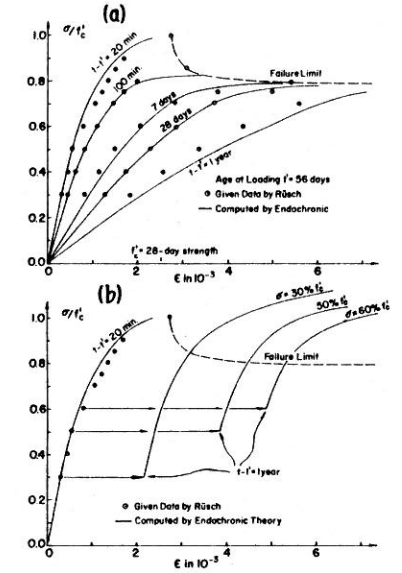 (a)
σ/f'c
1.0
0.8
0.6
0.4
0.2
0.0
t-t'= 20 min.
100 min.
7 days
28 days
t-t'= 1 year
Failure Limit
Age at Loading t'= 56 days
Given Data by Rüsch
Computed by Endochronic
f'c = 28-day strength
0
2
4
6
ϵ in 10⁻³
(b)
σ/f'c
1.0
0.8
0.6
0.4
0.2
0.0
t-t'= 20 min.
σ= 30% f'c
50% f'c
σ= 60% f'c
Failure Limit
t-t'= 1 year
Given Data by Rüsch
Computed by Endochronic Theory
0
2
4
6
ϵ in 10⁻³